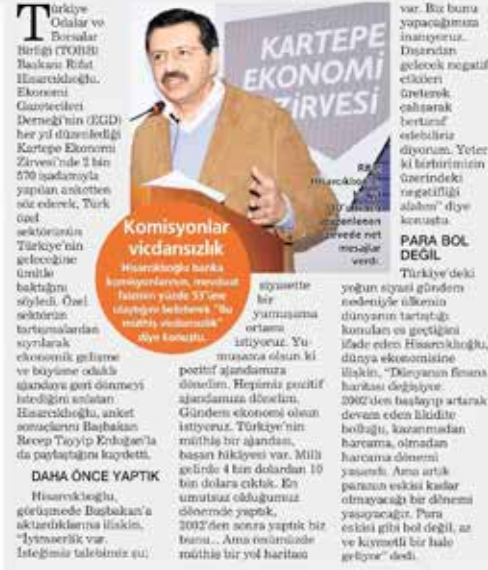 Türkiye
Odalar ve
Borsalar
Birliği (TOBB)
Başkanı Rifat
Hisarcıklıoğlu,
Ekonomi
Gazetecileri
Derneği'nin (EGD)
her yıl düzenlediği
Kartepe Ekonomi
Zirvesi'nde 2 bin
570 işadamıyla
yapılan anketten
söz ederek, Türk
özel
sektörünün
Türkiye'nin
geleceğine
ümitle
baktığını
söyledi. Özel
sektörün
tartışmalardan
sıyrılarak
ekonomik gelişme
ve büyüme odaklı
ajandaya geri dönmeyi
istediğini anlatan
Hisarcıklıoğlu, anket
sonuçlarını Başbakan
Recep Tayyip Erdoğan'la
da paylaştığını kaydetti.
DAHA ÖNCE YAPTIK
Hisarcıklıoğlu,
görüşmede Başbakan'a
aktardıklarına ilişkin,
"İyimserlik var.
İsteğimiz talebimiz şu;
KARTEPE
EKONOMİ
ZİRVESİ
Hisarcıklıoğlu
düzenlenen
zirvede net
mesajlar
verdi.
Komisyonlar
vicdansızlık
Hisarcıklıoğlu banka
komisyonlarının, mevduat
faizinin yüzde 53'üne
ulaştığını belirterek "Bu
müthiş vicdansızlık"
diye konuştu.
siyasette
bir
yumuşama
ortamı
istiyoruz. Yu-
muşama olsun ki
pozitif ajandamıza
dönelim. Hepimiz pozitif
ajandamıza dönelim.
Gündem ekonomi olsun
istiyoruz. Türkiye'nin
müthiş bir ajandası,
başarı hikâyesi var. Milli
gelirde 4 bin dolardan 10
bin dolara çıktık. En
umutsuz olduğumuz
dönemde yaptık,
2002'den sonra yaptık biz
bunu... Ama önümüzde
müthiş bir yol haritası
var. Biz bunu
yapacağımıza
inanıyoruz.
Dışarıdan
gelecek negatif
etkileri
üreterek
çalışarak
bertaraf
edebiliriz
diyorum. Yeter
ki birbirimizin
üzerindeki
negatifliği
alalım" diye
konuştu.
PARA BOL
DEĞİL
Türkiye'deki
yoğun siyasi gündem
nedeniyle ülkenin
dünyanın tartıştığı
konuları es geçtiğini
ifade eden Hisarcıklıoğlu,
dünya ekonomisine
ilişkin, "Dünyanın finans
haritası değişiyor.
2002'den başlayıp artarak
devam eden likidite
bolluğu, kazanmadan
harcama, olmadan
harcama dönemi
yaşandı. Ama artık
paranın eskisi kadar
olmayacağı bir dönemi
yaşayacağız. Para
eskisi gibi bol değil, az
ve kıymetli bir hale
geliyor" dedi.